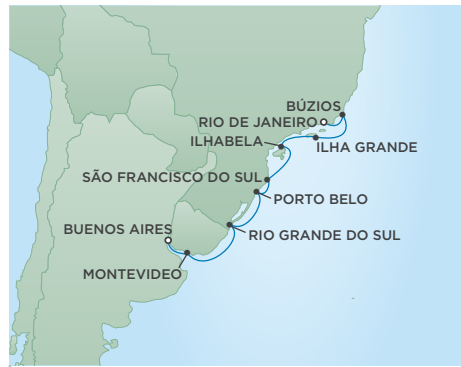 BÚZIOS
RIO DE JANEIRO
ILHABELA
ILHA GRANDE
SÃO FRANCISCO DO SUL
PORTO BELO
BUENOS AIRES
RIO GRANDE DO SUL
MONTEVIDEO